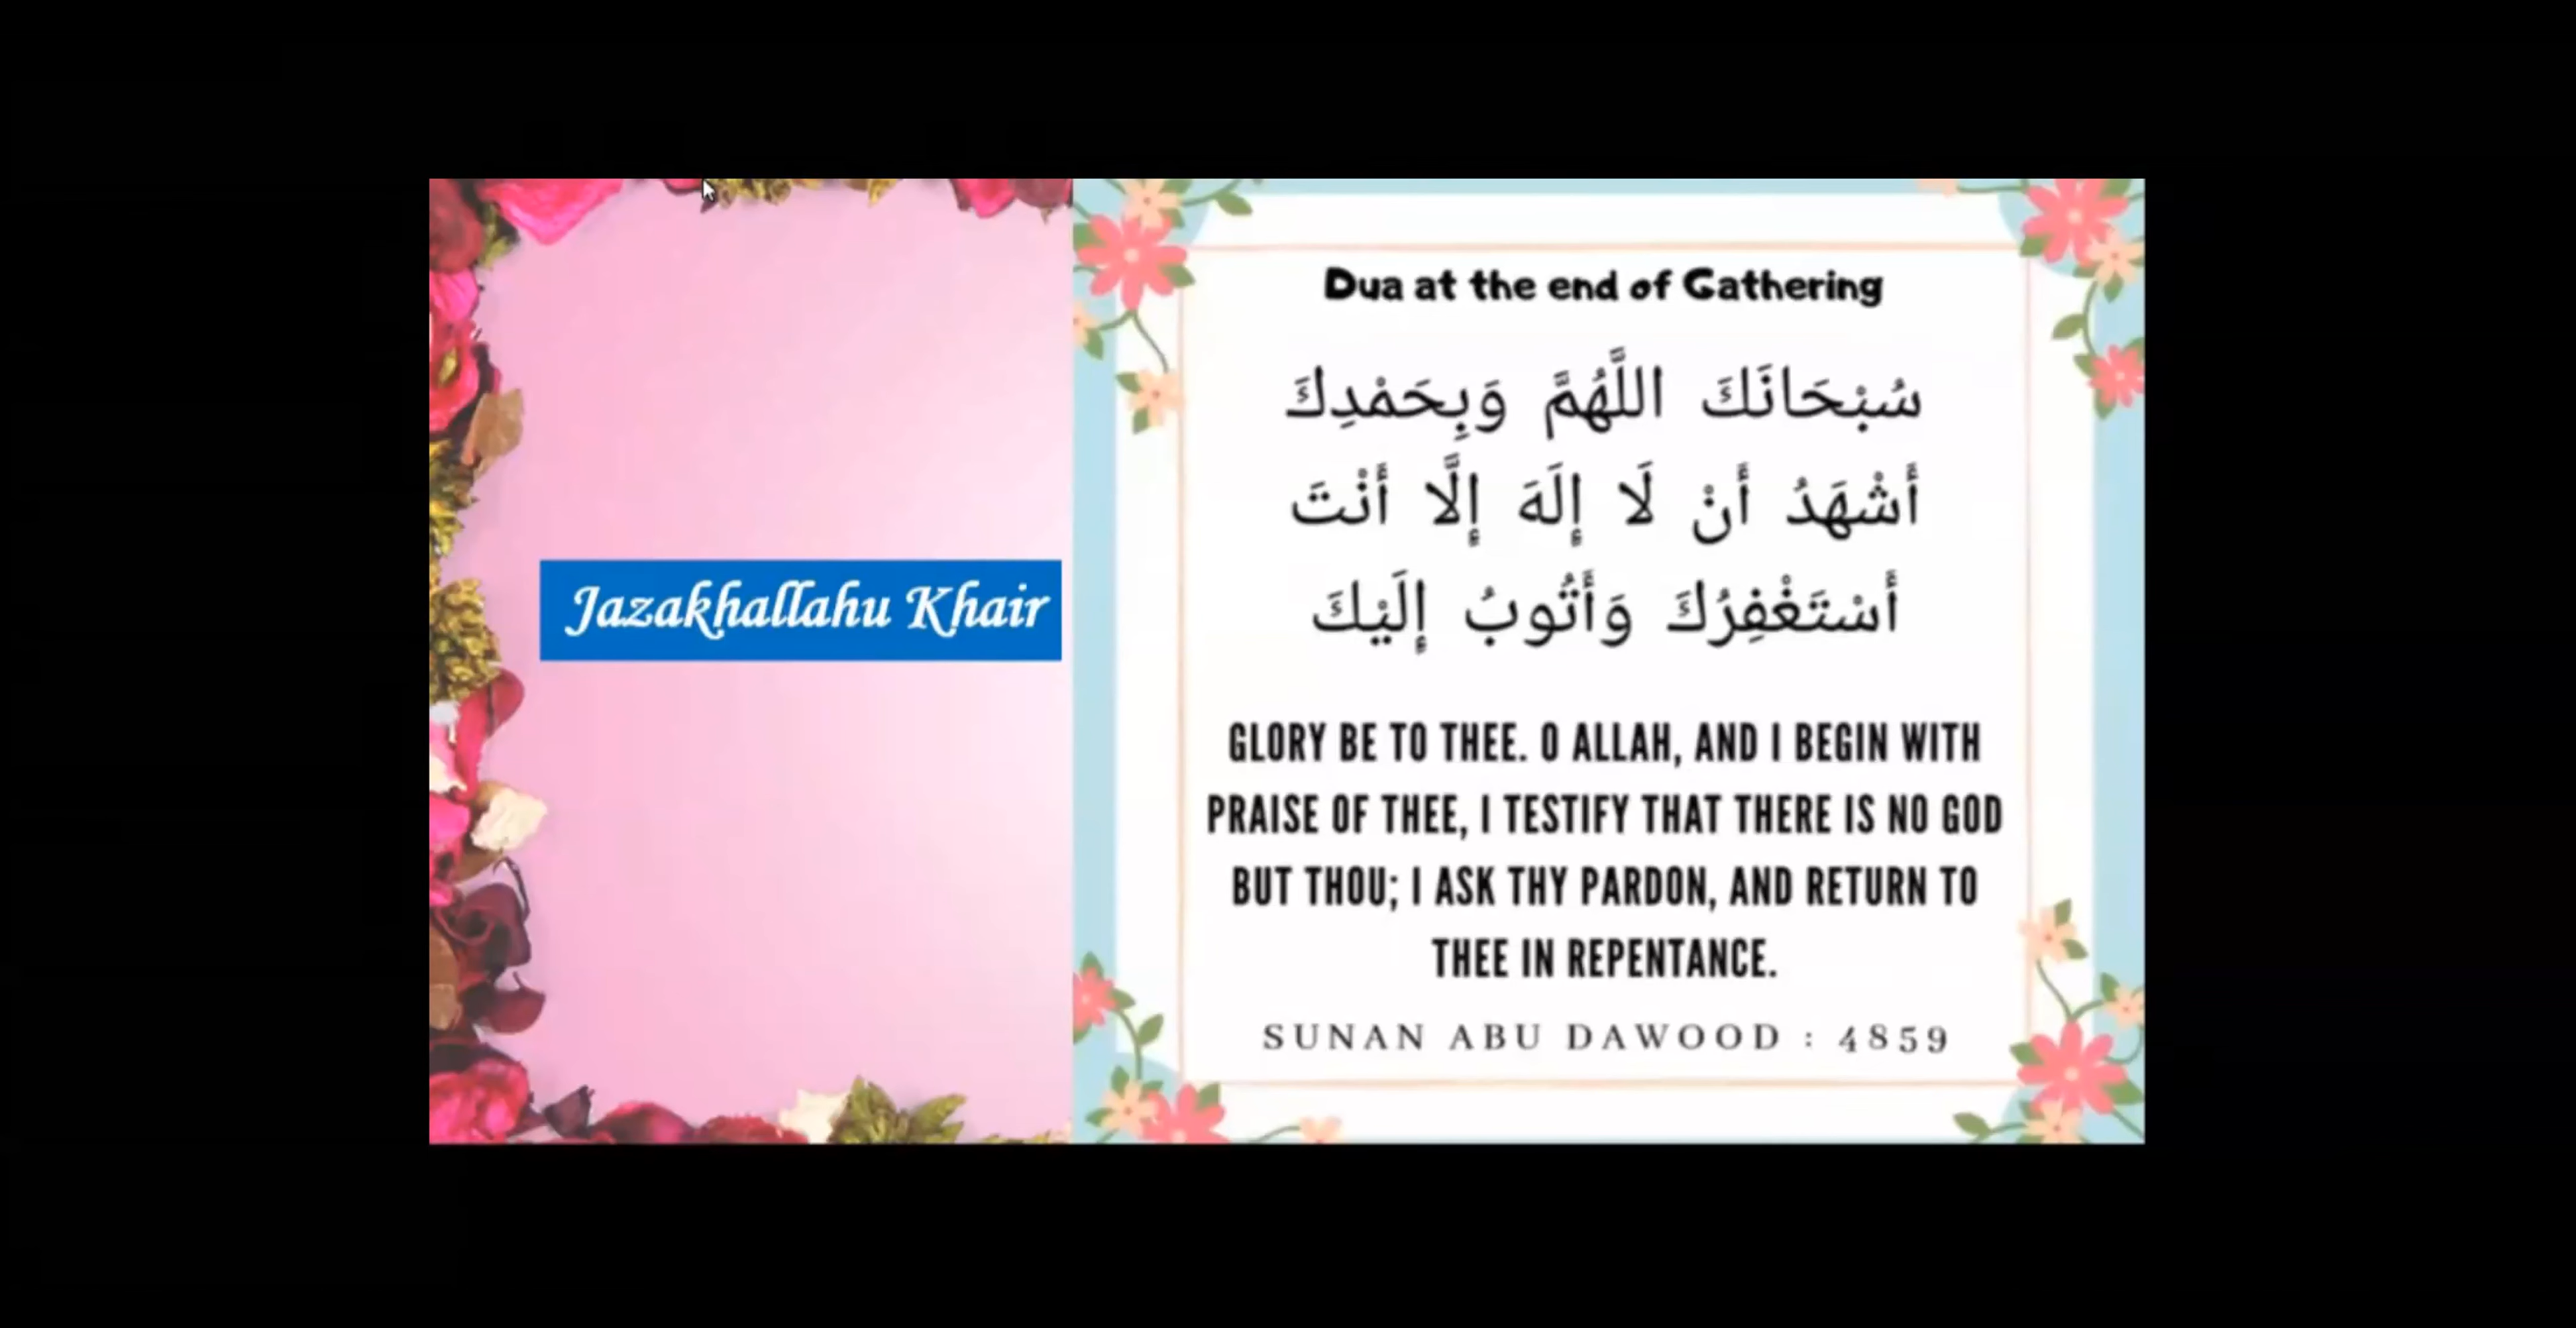 Jazakhallahu Khair
Dua at the end of Gathering
سُبْحَانَكَ اللَّهُمَّ وَبِحَمْدِكَ
أَشْهَدُ أَنْ لَا إِلَهَ إِلَّا أَنْتَ
أَسْتَغْفِرُكَ وَأَتُوبُ إِلَيْكَ
GLORY BE TO THEE. O ALLAH, AND I BEGIN WITH
PRAISE OF THEE, I TESTIFY THAT THERE IS NO GOD
BUT THOU; I ASK THY PARDON, AND RETURN TO
THEE IN REPENTANCE.
SUNAN ABU DAWOOD : 4859